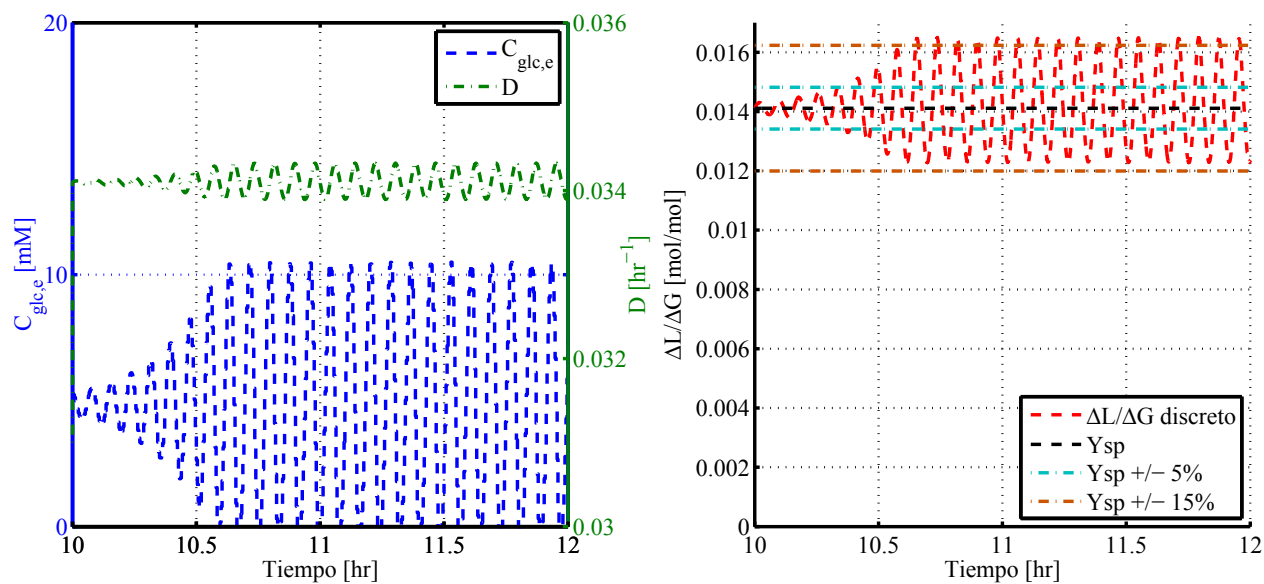 20
10
0
C_glc,e [mM]
10
10.5
11
11.5
12
Tiempo [hr]
0.036
0.034
0.032
0.03
D [hr⁻¹]
C_glc,e
D
0.016
0.014
0.012
0.01
0.008
0.006
0.004
0.002
0
ΔL/ΔG [mol/mol]
10
10.5
11
11.5
12
Tiempo [hr]
ΔL/ΔG discreto
Ysp
Ysp +/− 5%
Ysp +/− 15%